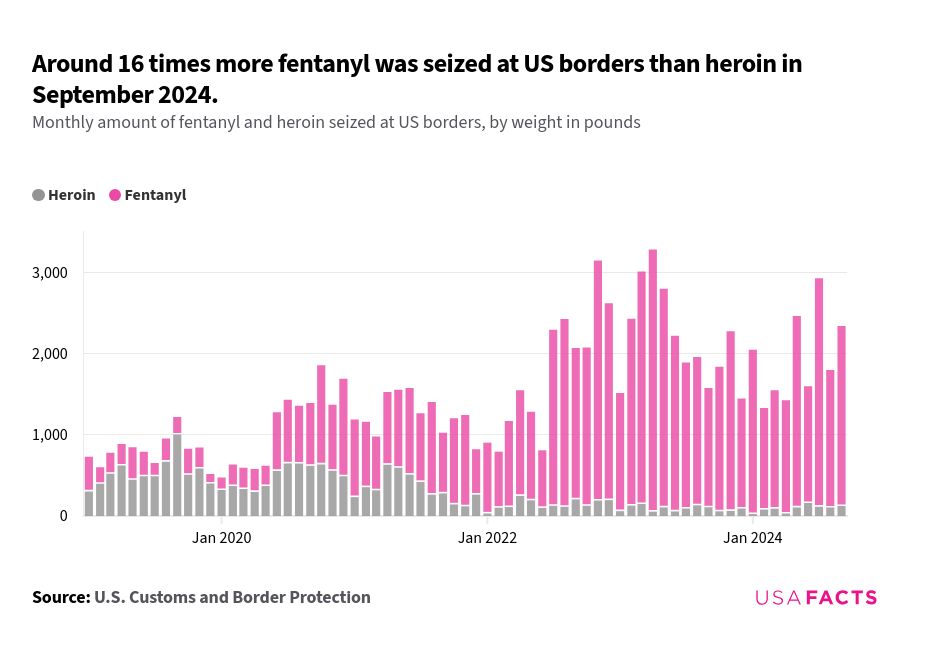 Around 16 times more fentanyl was seized at US borders than heroin in
September 2024.
Monthly amount of fentanyl and heroin seized at US borders, by weight in pounds
Heroin Fentanyl
3,000
2,000
1,000
0
Jan 2020 Jan 2022 Jan 2024
Source: U.S. Customs and Border Protection
USAFACTS